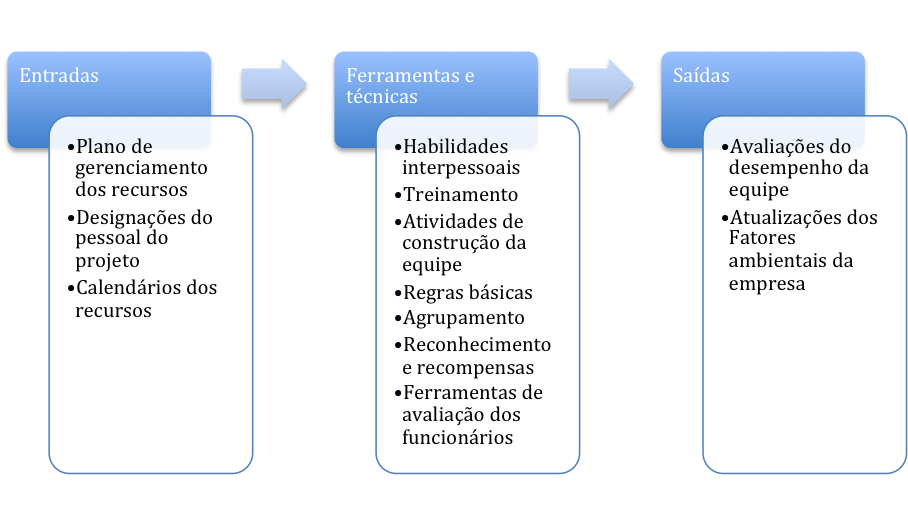 Entradas
•Plano de
gerenciamento
dos recursos
•Designações do
pessoal do
projeto
•Calendários dos
recursos
Ferramentas e
técnicas
•Habilidades
interpessoais
•Treinamento
•Atividades de
construção da
equipe
•Regras básicas
•Agrupamento
•Reconhecimento
e recompensas
•Ferramentas de
avaliação dos
funcionários
Saídas
•Avaliações do
desempenho da
equipe
•Atualizações dos
Fatores
ambientais da
empresa